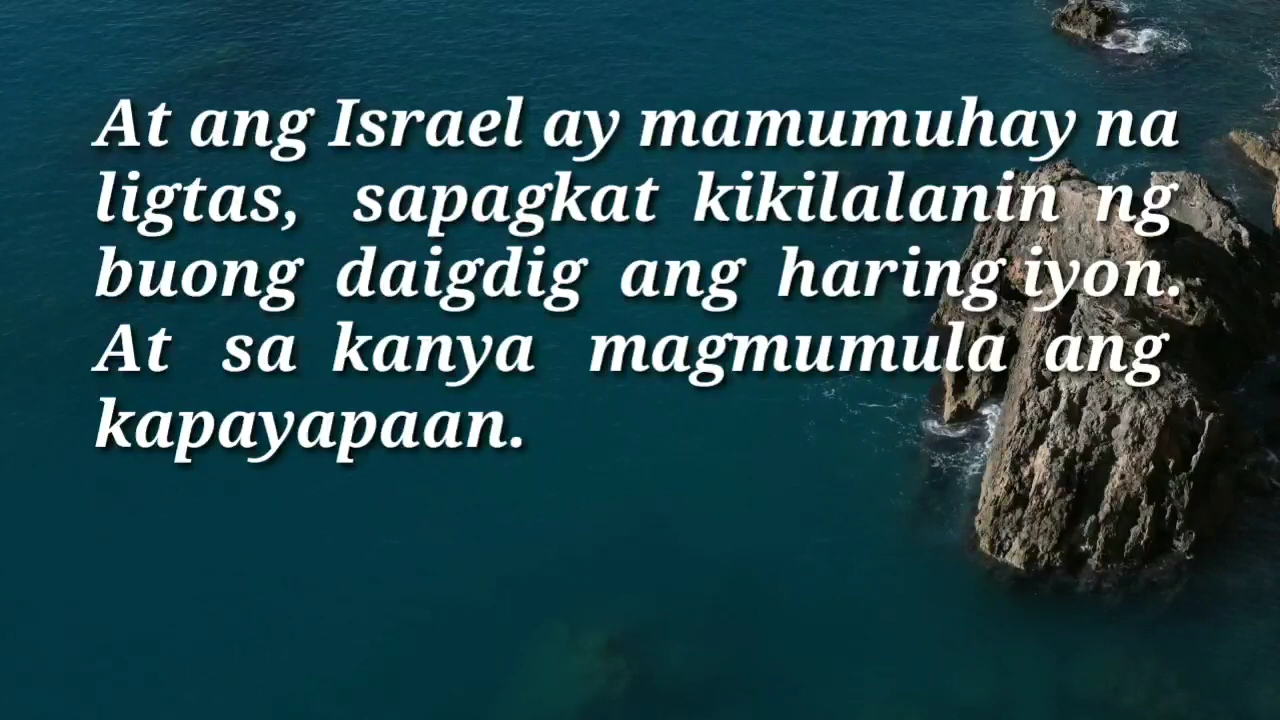 At ang Israel ay mamumuhay na
ligtas, sapagkat kikilalanin ng
buong daigdig ang haring iyon.
At sa kanya magmumula ang
kapayapaan.